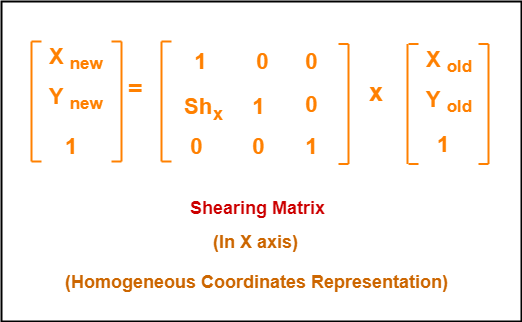 X new = 1 0 0 x X old
Y new Shx 1 0 Y old
1 0 0 1 1
Shearing Matrix
(In X axis)
(Homogeneous Coordinates Representation)